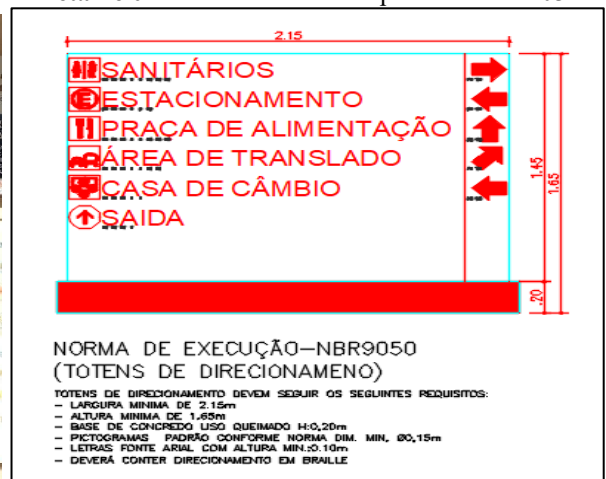 2.15
SANITÁRIOS
ESTACIONAMENTO
PRAÇA DE ALIMENTAÇÃO
ÁREA DE TRANSLADO
CASA DE CÂMBIO
SAIDA
1.45
1.65
.20
NORMA DE EXECUÇÃO-NBR9050
(TOTENS DE DIRECIONAMENO)
TOTENS DE DIRECIONAMENTO DEVEM SEGUIR OS SEGUINTES REQUISITOS:
- LARGURA MINIMA DE 2.15m
- ALTURA MINIMA DE 1.65m
- BASE DE CONCREDO LISO QUEIMADO H:0,20m
- PICTOGRAMAS PADRÃO CONFORME NORMA DIM. MIN. Ø0,15m
- LETRAS FONTE ARIAL COM ALTURA MIN.:0.10m
- DEVERÁ CONTER DIRECIONAMENTO EM BRAILLE